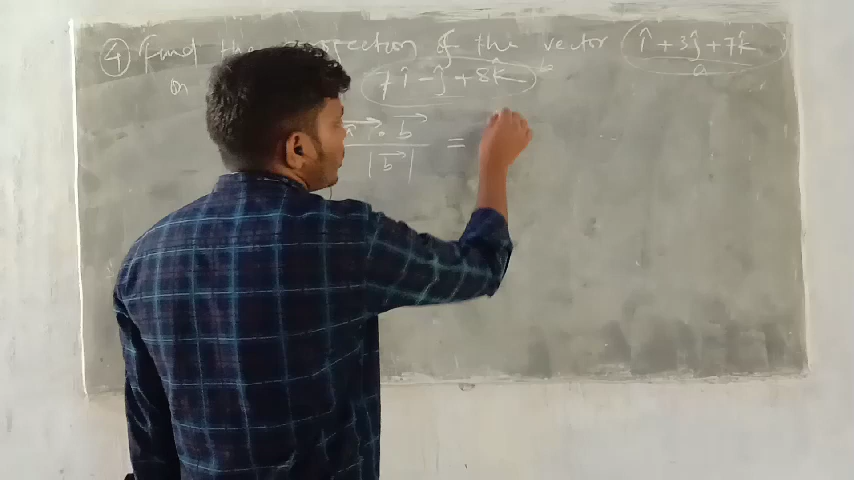 ④ Find the projection of the vector î + 3ĵ + 7k̂ a
on 7î − ĵ + 8k̂ b
a⃗ · b⃗ / |b⃗| =